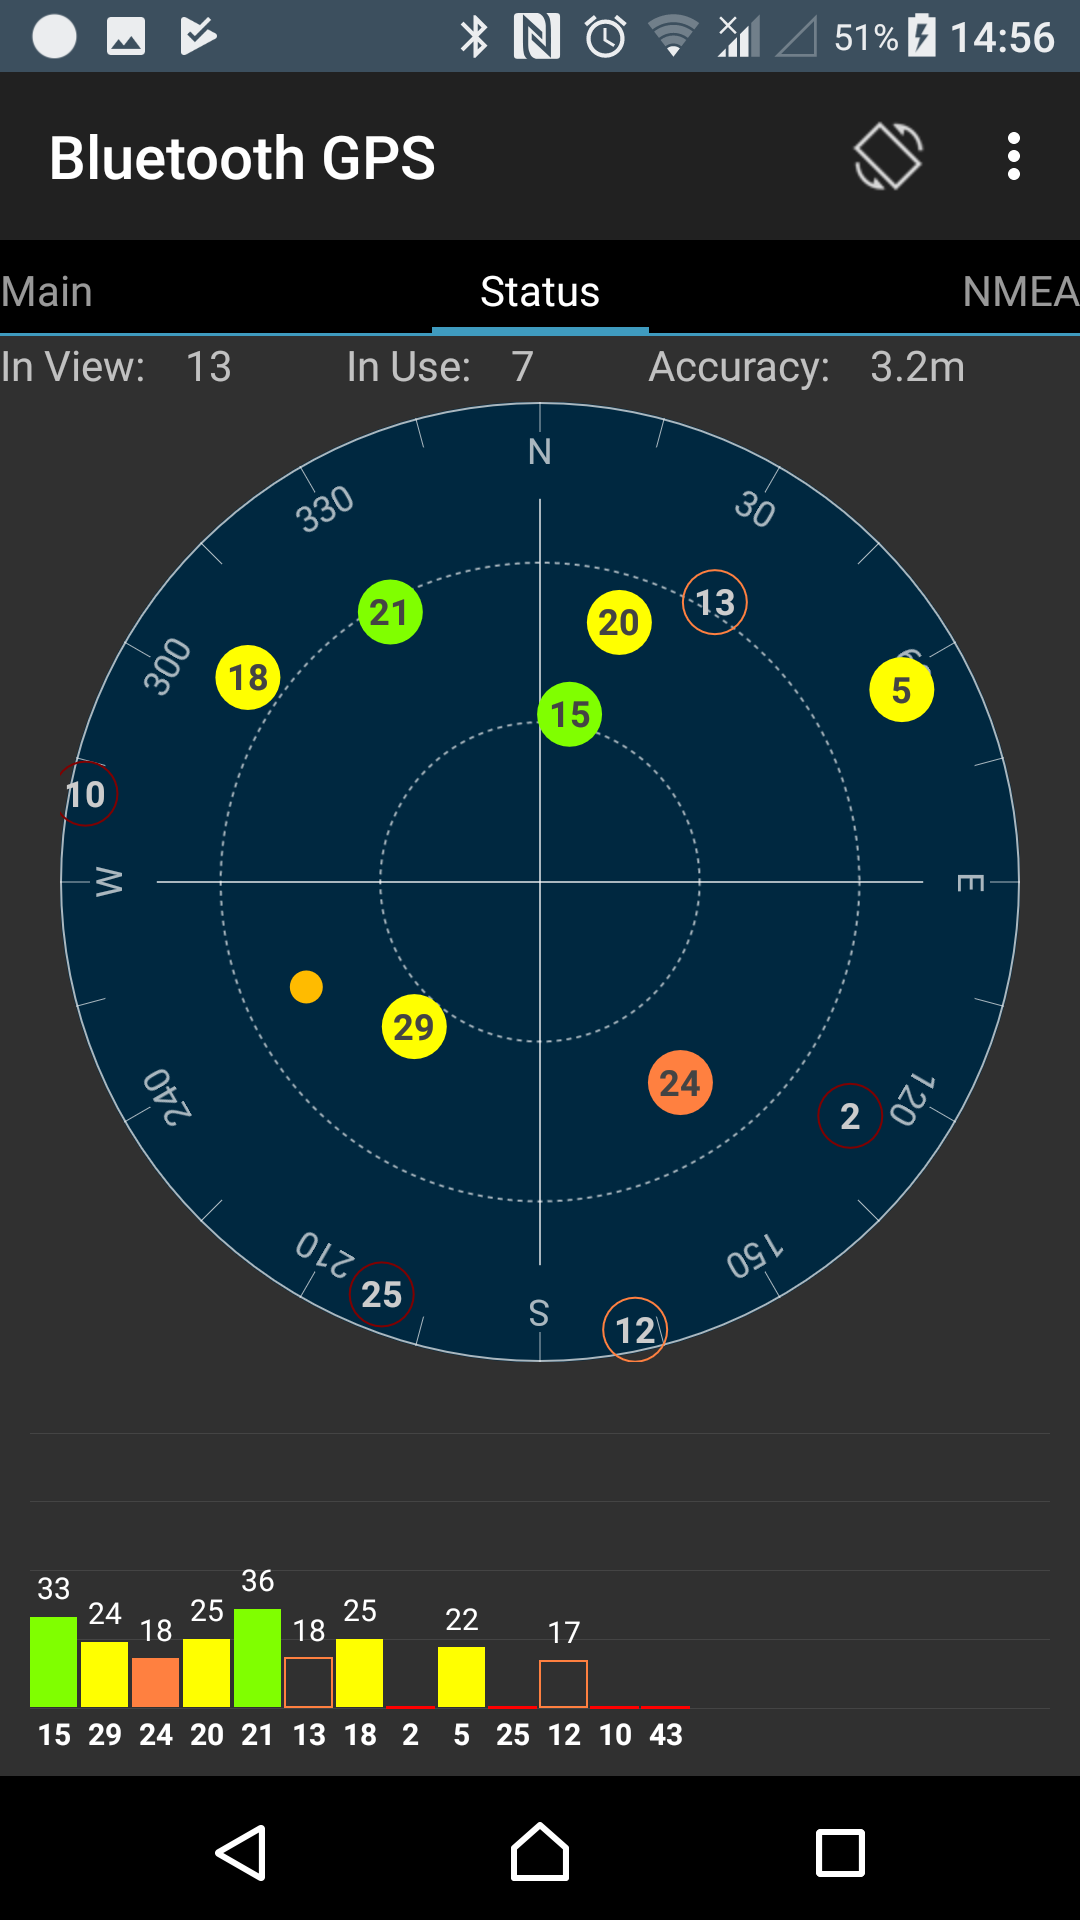 51% 14:56
Bluetooth GPS
Main Status NMEA
In View: 13 In Use: 7 Accuracy: 3.2m
N
330 30
21 20 13
300 18 5
15
10
W E
29
24
240 2 120
210 150
25 S 12
33 24 18 25 36 18 25 22 17
15 29 24 20 21 13 18 2 5 25 12 10 43